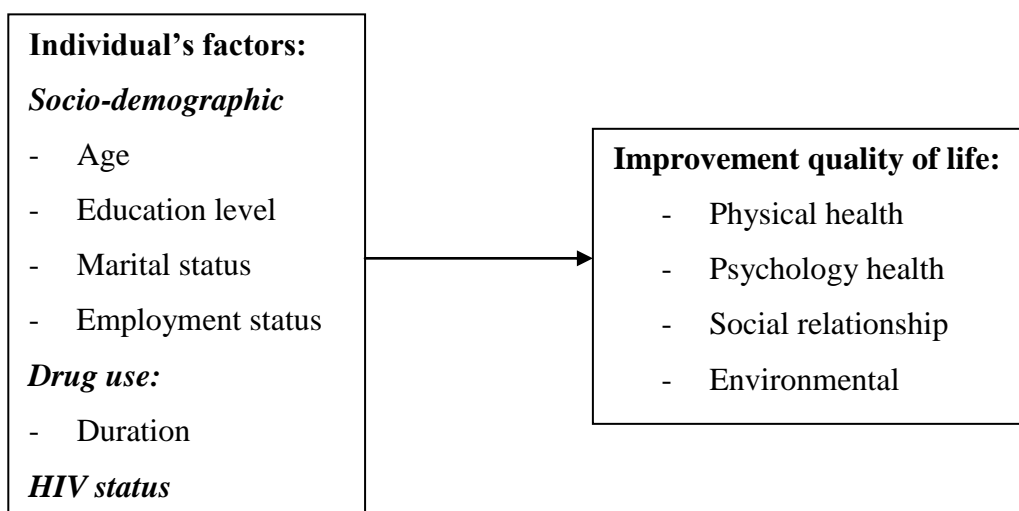 Individual’s factors:
Socio-demographic
- Age
- Education level
- Marital status
- Employment status
Drug use:
- Duration
HIV status
Improvement quality of life:
- Physical health
- Psychology health
- Social relationship
- Environmental